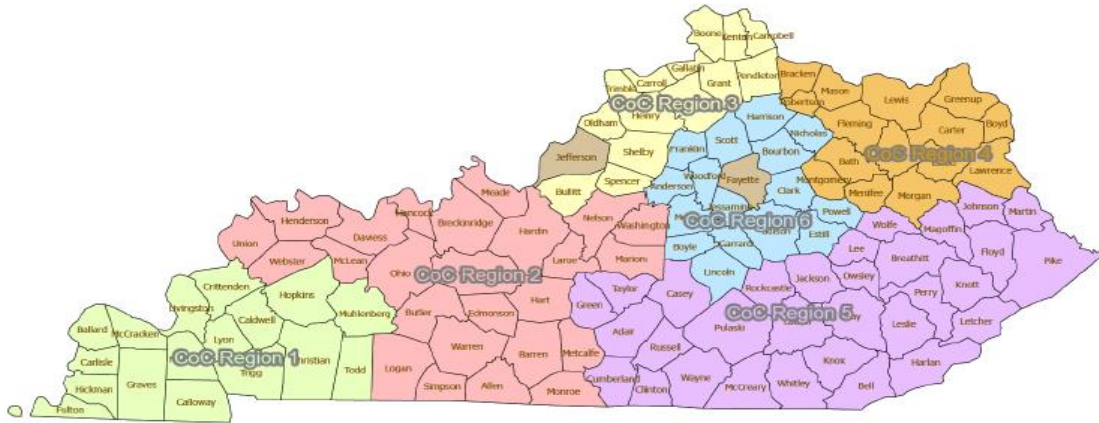 Boone
Kenton
Campbell
Gallatin
Carroll
Grant
Pendleton
Trimble
CoC Region 3
Henry
Oldham
Shelby
Jefferson
Spencer
Bullitt
Bracken
Mason
Robertson
Lewis
Greenup
Fleming
Boyd
Carter
Bath
CoC Region 4
Lawrence
Montgomery
Menifee
Morgan
Harrison
Nicholas
Scott
Franklin
Bourbon
Woodford
Fayette
Anderson
Clark
Powell
CoC Region 6
Estill
Boyle
Garrard
Lincoln
Meade
Hancock
Breckinridge
Henderson
Daviess
Union
Webster
McLean
Hardin
Nelson
Washington
Marion
Larue
Ohio
CoC Region 2
Hart
Butler
Edmonson
Warren
Barren
Metcalfe
Logan
Simpson
Allen
Monroe
Crittenden
Hopkins
Livingston
Caldwell
Muhlenberg
Ballard
McCracken
Lyon
Carlisle
CoC Region 1
Christian
Trigg
Todd
Hickman
Graves
Calloway
Fulton
Johnson
Martin
Magoffin
Wolfe
Floyd
Lee
Breathitt
Pike
Jackson
Owsley
Knott
Perry
Rockcastle
Taylor
Casey
Green
CoC Region 5
Pulaski
Leslie
Letcher
Adair
Russell
Knox
Harlan
Cumberland
Clinton
Wayne
McCreary
Whitley
Bell